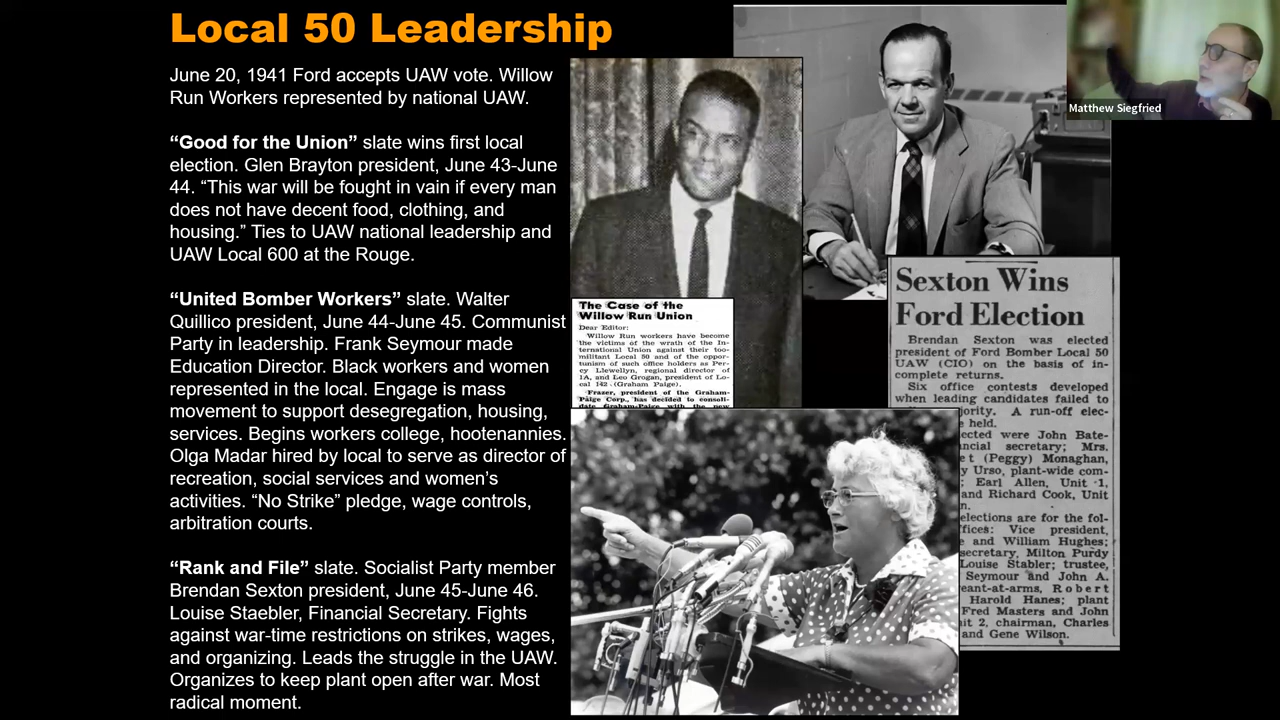 Local 50 Leadership
June 20, 1941 Ford accepts UAW vote. Willow
Run Workers represented by national UAW.
“Good for the Union” slate wins first local
election. Glen Brayton president, June 43-June
44. “This war will be fought in vain if every man
does not have decent food, clothing, and
housing.” Ties to UAW national leadership and
UAW Local 600 at the Rouge.
“United Bomber Workers” slate. Walter
Quillico president, June 44-June 45. Communist
Party in leadership. Frank Seymour made
Education Director. Black workers and women
represented in the local. Engage is mass
movement to support desegregation, housing,
services. Begins workers college, hootenannies.
Olga Madar hired by local to serve as director of
recreation, social services and women’s
activities. “No Strike” pledge, wage controls,
arbitration courts.
“Rank and File” slate. Socialist Party member
Brendan Sexton president, June 45-June 46.
Louise Staebler, Financial Secretary. Fights
against war-time restrictions on strikes, wages,
and organizing. Leads the struggle in the UAW.
Organizes to keep plant open after war. Most
radical moment.
The Case of the
Willow Run Union
Dear Editor:
Willow Run workers have become
the victims of the wrath of the In-
ternational Union against their too-
militant Local 50 and of the oppor-
tunism of such office holders as Per-
cy Llewellyn, regional director of
1A, and Leo Grogan, president of Lo-
cal 142 (Graham Paige).
Frazer, president of the Graham-
Paige Corp., has decided to consoli-
date Graham-Paige with the new
Sexton Wins
Ford Election
Brendan Sexton was elected
president of Ford Bomber Local 50
UAW (CIO) on the basis of in-
complete returns.
Six office contests developed
when leading candidates failed to
jority. A run-off elec-
e held.
ected were John Bate-
ncial secretary; Mrs.
et (Peggy) Monaghan,
y Urso, plant-wide com-
; Earl Allen, Unit 1,
and Richard Cook, Unit
n.
elections are for the fol-
fices: Vice president,
e and William Hughes;
secretary, Milton Purdy
Louise Stabler; trustee,
Seymour and John A.
eant-at-arms, Robert
Harold Hanes; plant
Fred Masters and John
it 2, chairman, Charles
and Gene Wilson.
Matthew Siegfried